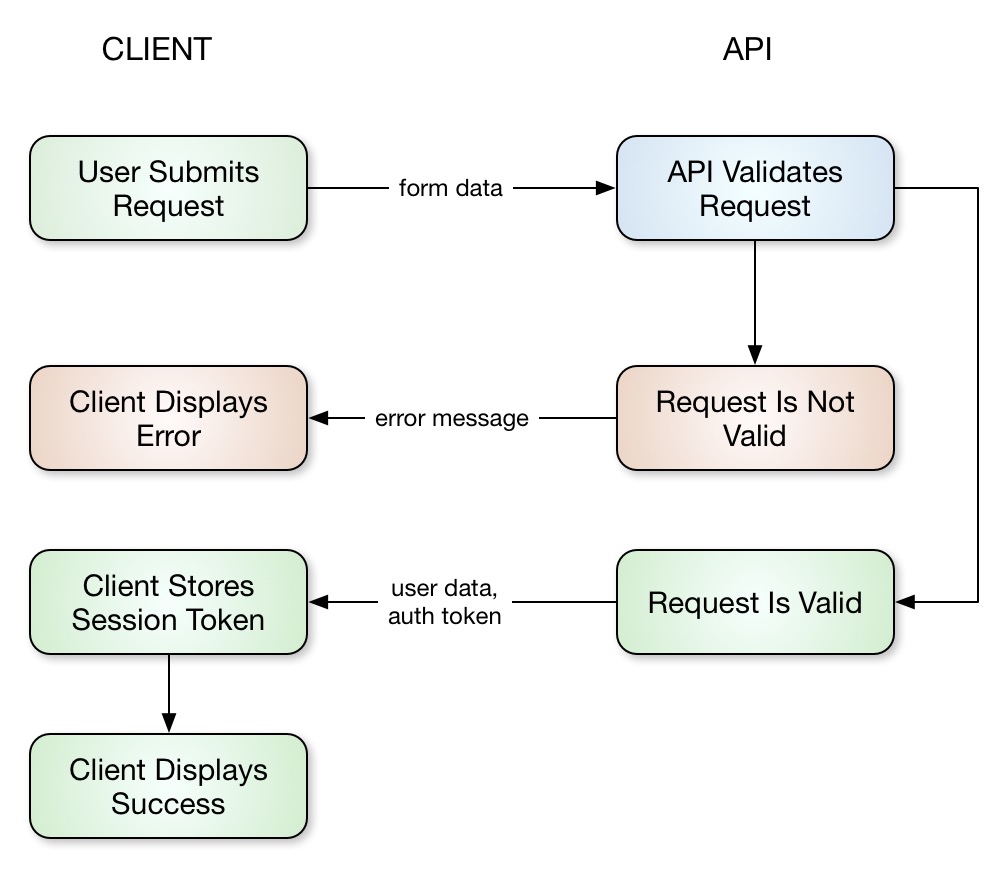 CLIENT
API
User Submits
Request
form data
API Validates
Request
Client Displays
Error
error message
Request Is Not
Valid
Client Stores
Session Token
user data,
auth token
Request Is Valid
Client Displays
Success